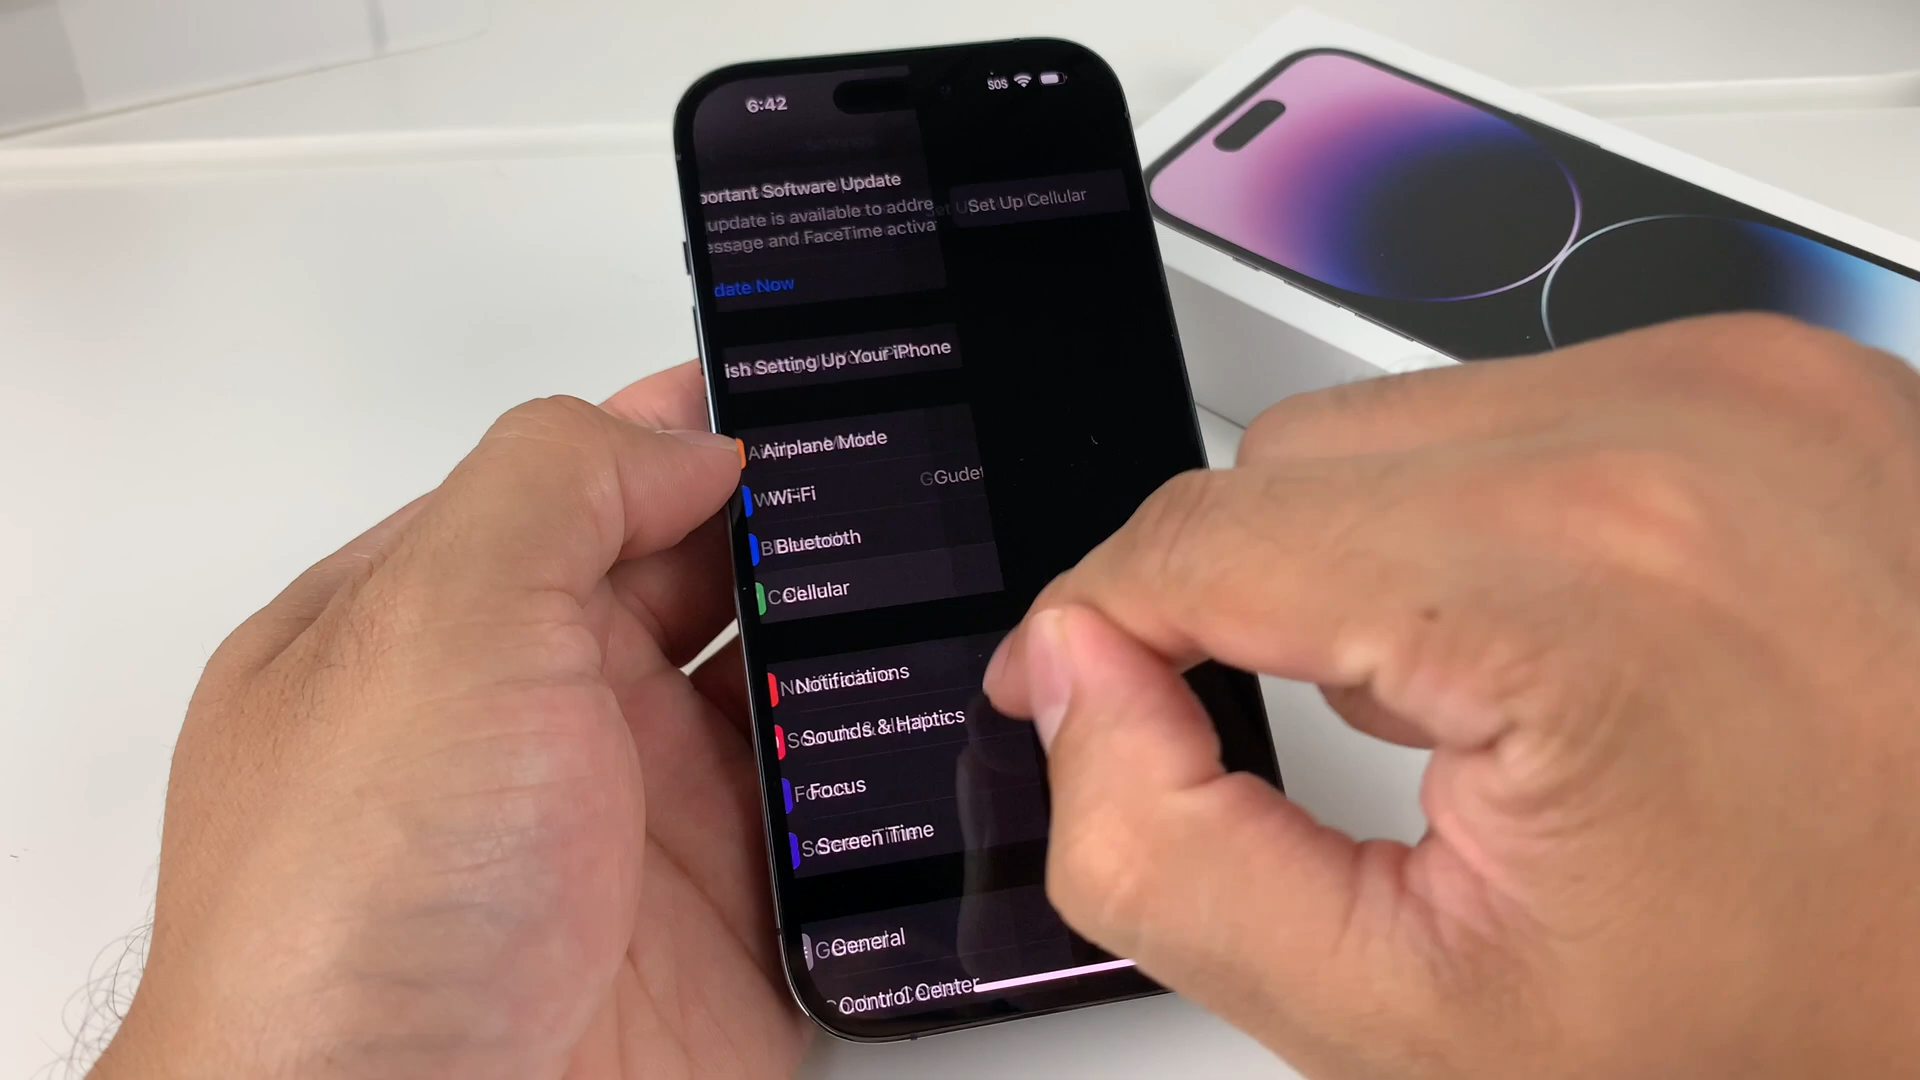 6:42
SOS
portant Software Update
update is available to addre
essage and FaceTime activa
date Now
Set Up Cellular
ish Setting Up Your iPhone
Airplane Mode
Wi-Fi
Gudet
Bluetooth
Cellular
Notifications
Sounds & Haptics
Focus
Screen Time
General
Control Center